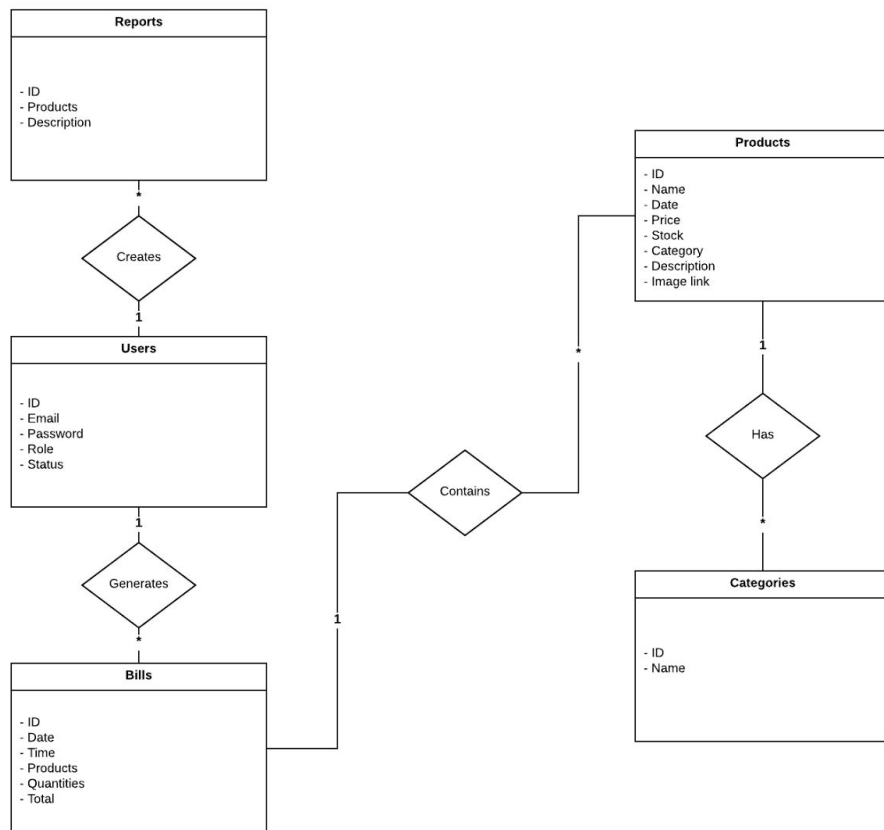 Reports
- ID
- Products
- Description
*
Creates
1
Users
- ID
- Email
- Password
- Role
- Status
1
Generates
*
Bills
- ID
- Date
- Time
- Products
- Quantities
- Total
1
Contains
*
Products
- ID
- Name
- Date
- Price
- Stock
- Category
- Description
- Image link
1
Has
*
Categories
- ID
- Name